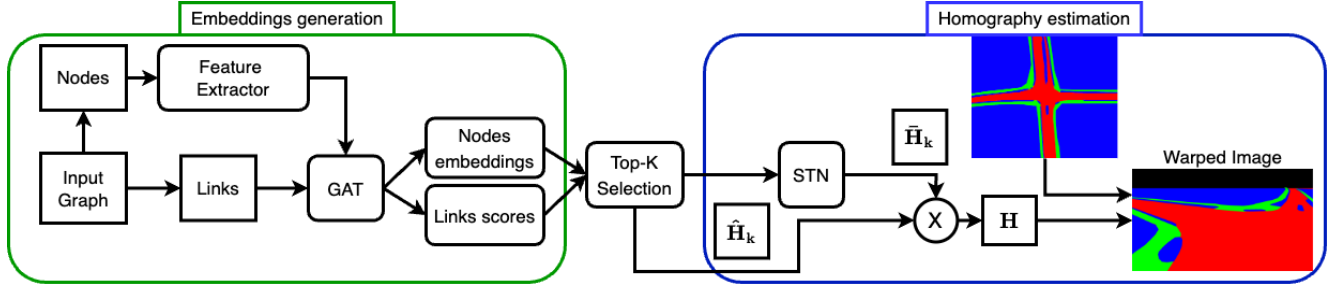 Embeddings generation
Homography estimation
Nodes
Feature
Extractor
Input
Graph
Links
GAT
Nodes
embeddings
Links scores
Top-K
Selection
STN
H̄ₖ
Ĥₖ
X
H
Warped Image